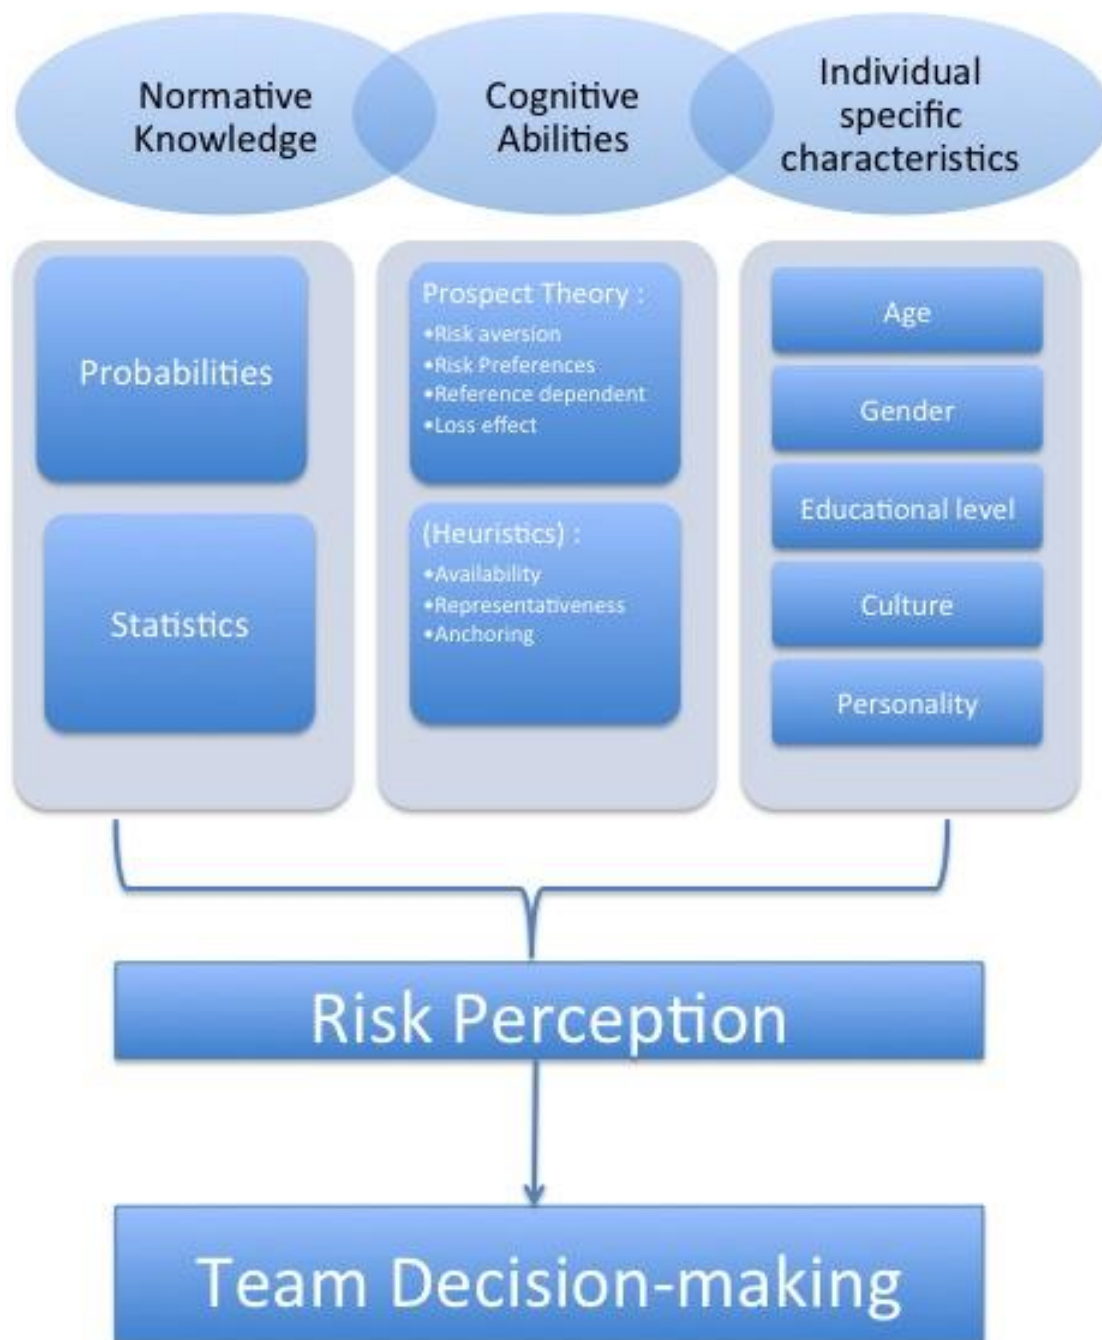 Normative
Knowledge
Cognitive
Abilities
Individual
specific
characteristics
Probabilities
Statistics
Prospect Theory :
•Risk aversion
•Risk Preferences
•Reference dependent
•Loss effect
(Heuristics) :
•Availability
•Representativeness
•Anchoring
Age
Gender
Educational level
Culture
Personality
Risk Perception
Team Decision-making